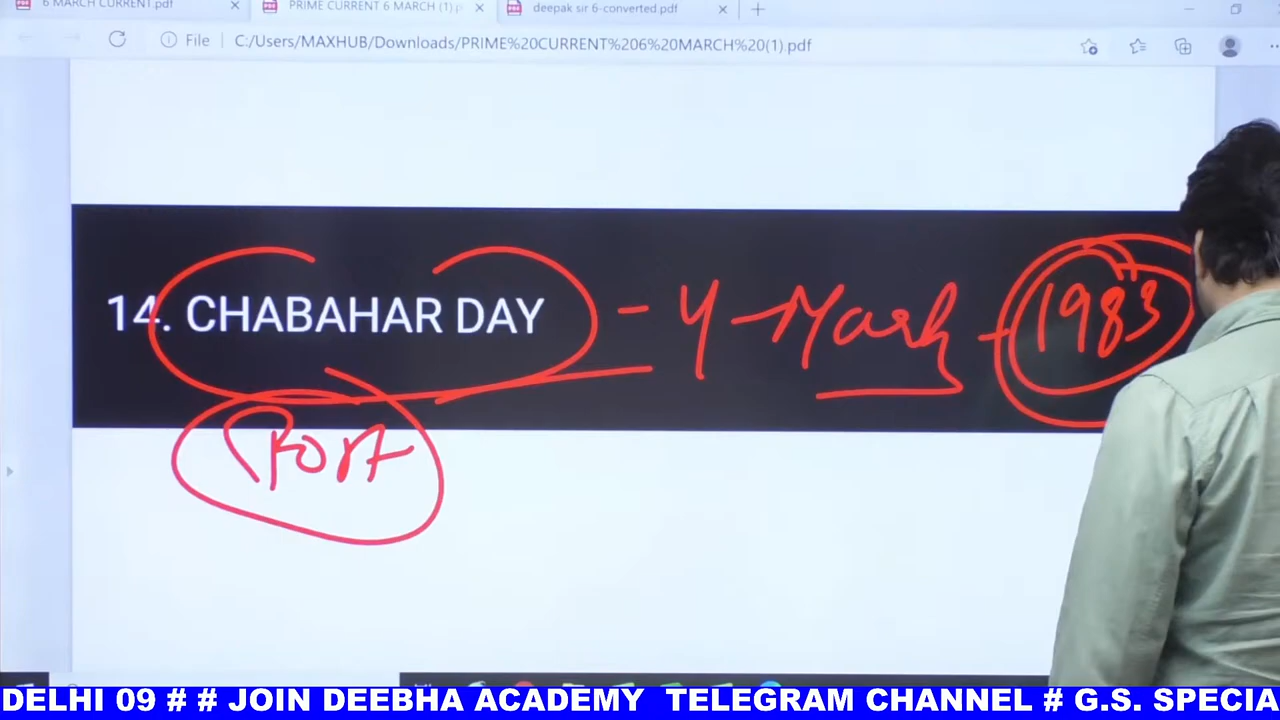 6 MARCH CURRENT.pdf
PRIME CURRENT 6 MARCH (1).p
deepak sir 6-converted.pdf
File
C:/Users/MAXHUB/Downloads/PRIME%20CURRENT%206%20MARCH%20(1).pdf
14. CHABAHAR DAY - 4 - March - 1983
Port
DELHI 09 # # JOIN DEEBHA ACADEMY TELEGRAM CHANNEL # G.S. SPECIA